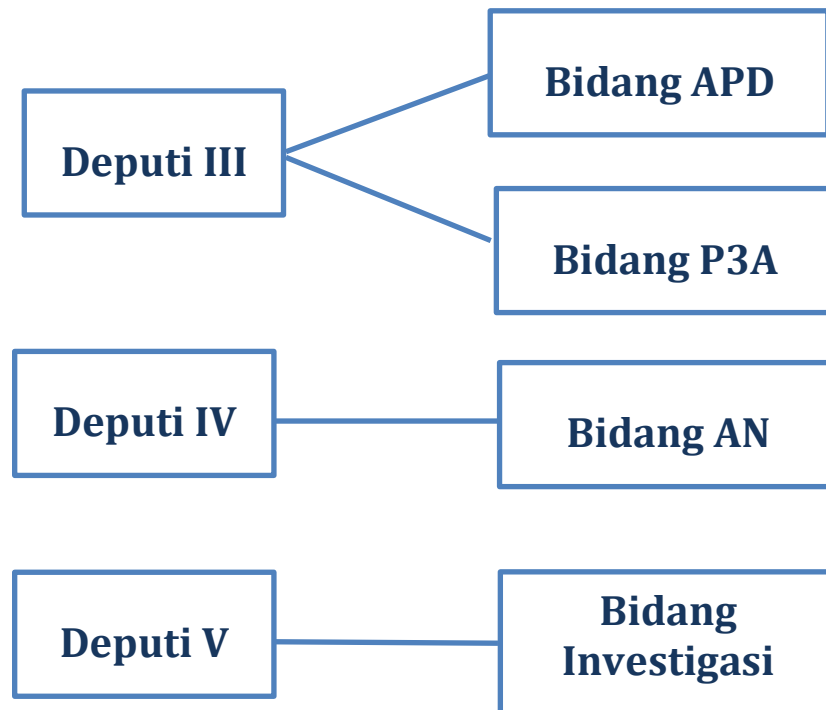 Deputi III
Bidang APD
Bidang P3A
Deputi IV
Bidang AN
Deputi V
Bidang
Investigasi